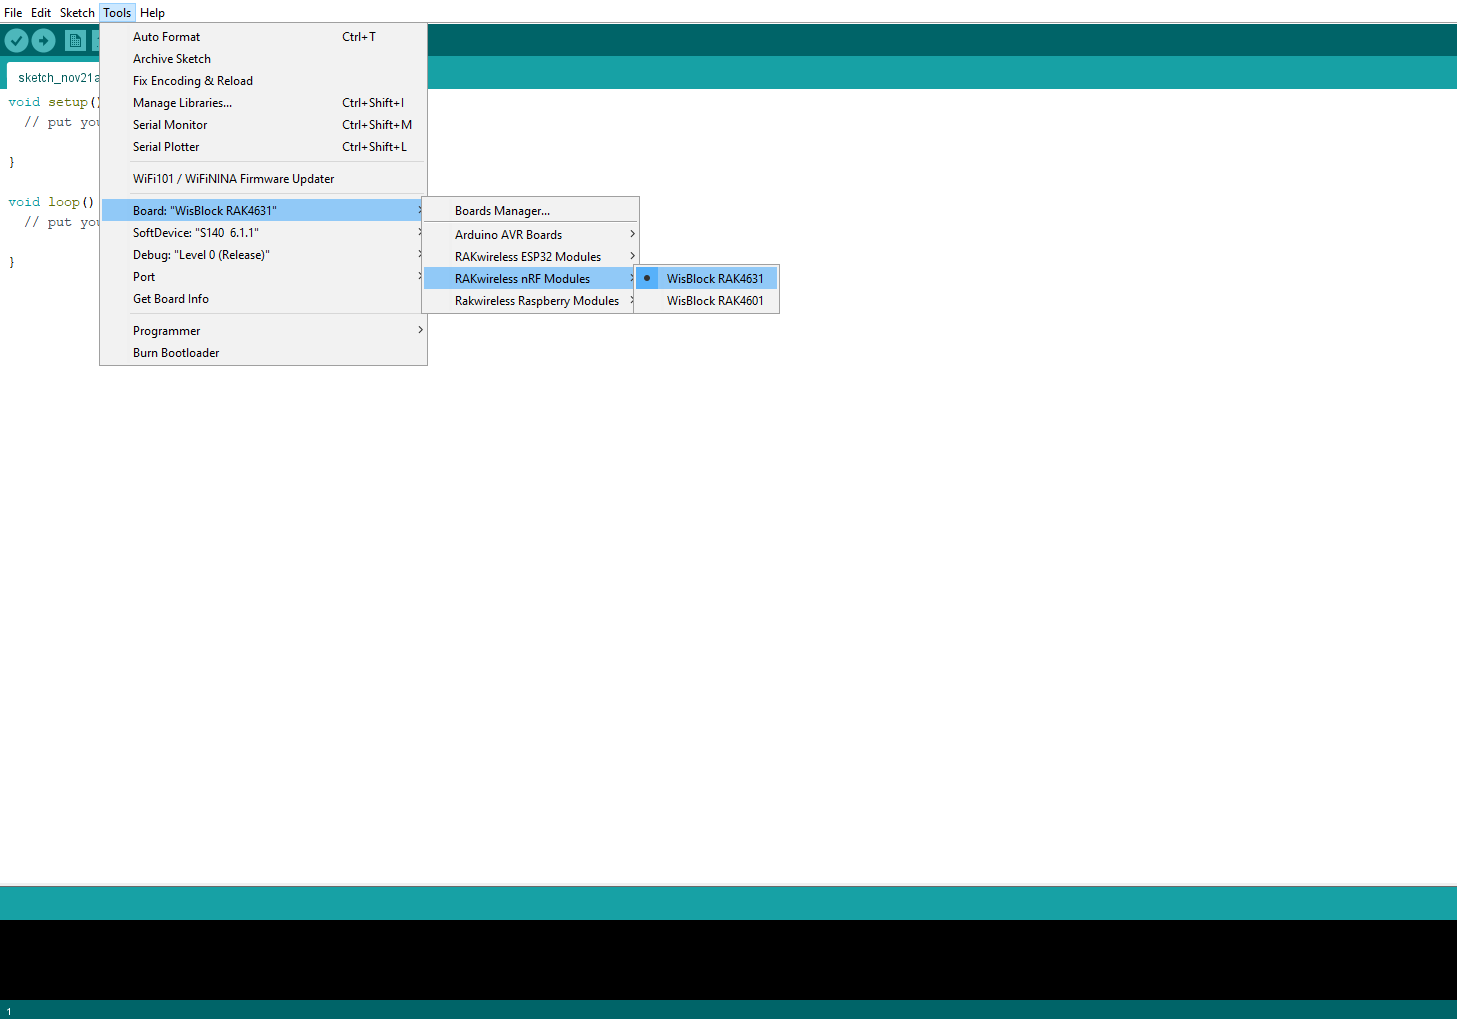 File Edit Sketch Tools Help
sketch_nov21a
void setup()
// put you
}
void loop()
// put you
}
Auto Format Ctrl+T
Archive Sketch
Fix Encoding & Reload
Manage Libraries... Ctrl+Shift+I
Serial Monitor Ctrl+Shift+M
Serial Plotter Ctrl+Shift+L
WiFi101 / WiFiNINA Firmware Updater
Board: "WisBlock RAK4631"
SoftDevice: "S140 6.1.1"
Debug: "Level 0 (Release)"
Port
Get Board Info
Programmer
Burn Bootloader
Boards Manager...
Arduino AVR Boards
RAKwireless ESP32 Modules
RAKwireless nRF Modules
Rakwireless Raspberry Modules
WisBlock RAK4631
WisBlock RAK4601
1